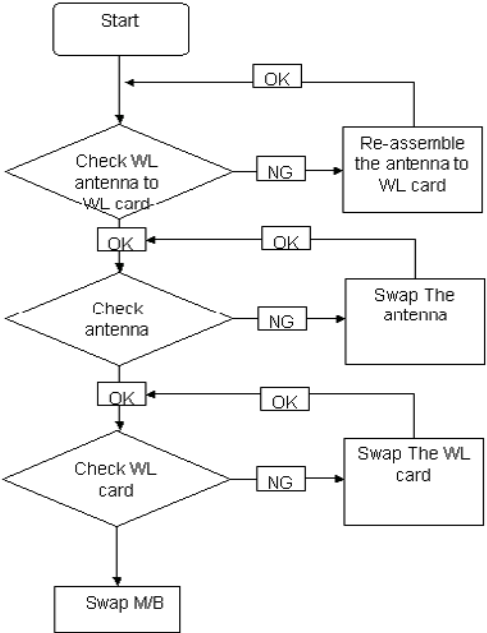 Start
OK
Check WL
antenna to
WL card
NG
Re-assemble
the antenna to
WL card
OK
OK
Check
antenna
NG
Swap The
antenna
OK
OK
Check WL
card
NG
Swap The WL
card
Swap M/B